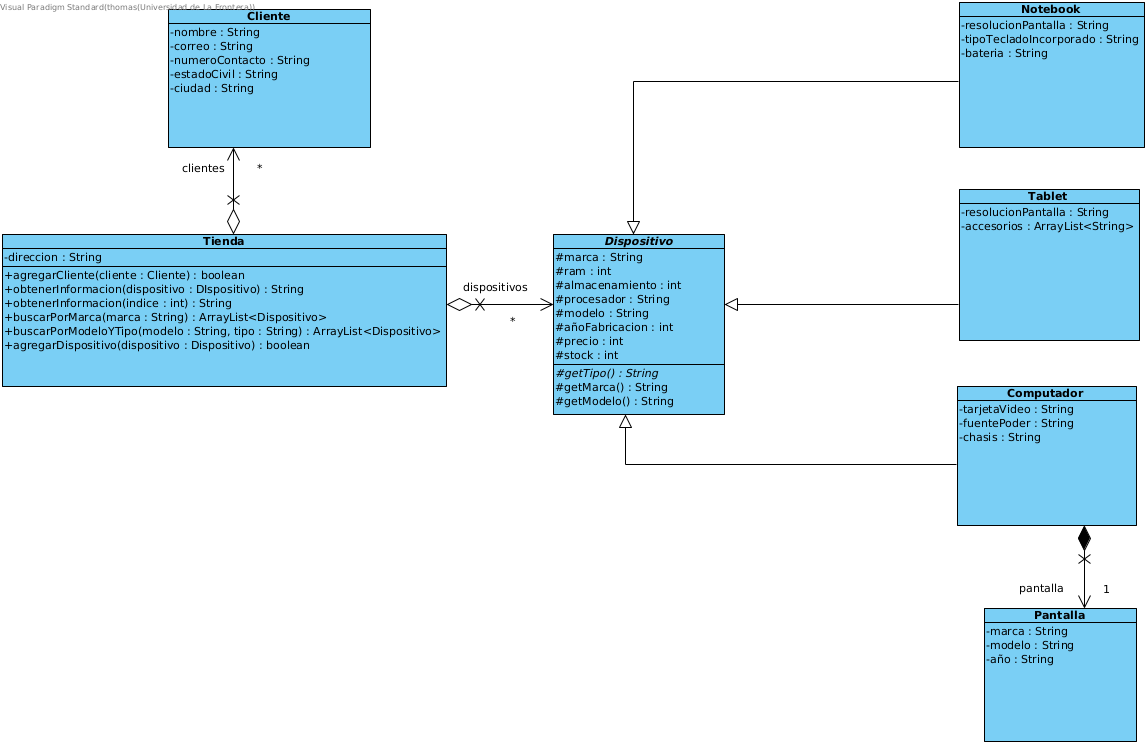 Visual Paradigm Standard(thomas(Universidad de La Frontera))
Cliente
-nombre : String
-correo : String
-numeroContacto : String
-estadoCivil : String
-ciudad : String
clientes
*
Tienda
-direccion : String
+agregarCliente(cliente : Cliente) : boolean
+obtenerInformacion(dispositivo : DIspositivo) : String
+obtenerInformacion(indice : int) : String
+buscarPorMarca(marca : String) : ArrayList<Dispositivo>
+buscarPorModeloYTipo(modelo : String, tipo : String) : ArrayList<Dispositivo>
+agregarDispositivo(dispositivo : Dispositivo) : boolean
dispositivos
*
Dispositivo
#marca : String
#ram : int
#almacenamiento : int
#procesador : String
#modelo : String
#añoFabricacion : int
#precio : int
#stock : int
#getTipo() : String
#getMarca() : String
#getModelo() : String
Notebook
-resolucionPantalla : String
-tipoTecladoIncorporado : String
-bateria : String
Tablet
-resolucionPantalla : String
-accesorios : ArrayList<String>
Computador
-tarjetaVideo : String
-fuentePoder : String
-chasis : String
pantalla
1
Pantalla
-marca : String
-modelo : String
-año : String